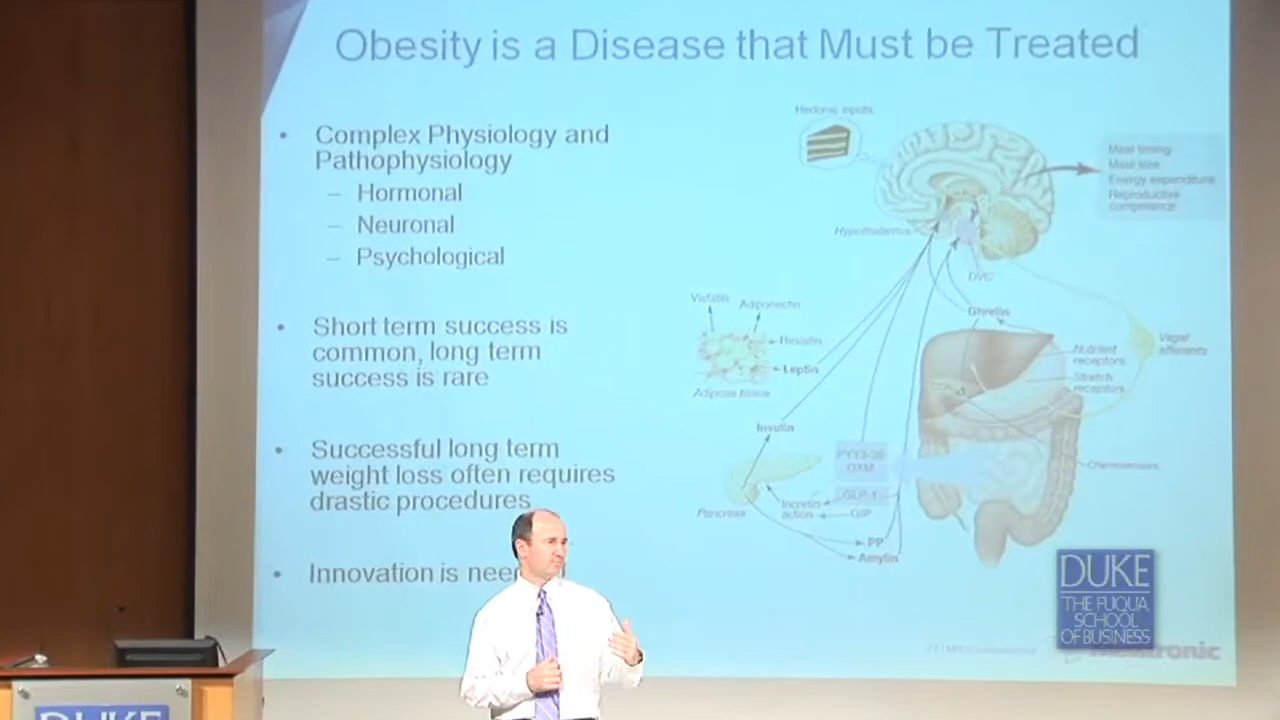 Obesity is a Disease that Must be Treated
• Complex Physiology and
Pathophysiology
– Hormonal
– Neuronal
– Psychological
• Short term success is
common, long term
success is rare
• Successful long term
weight loss often requires
drastic procedures
• Innovation is nee
Hedonic inputs
Meal timing
Meal size
Energy expenditure
Reproductive
competence
Hypothalamus
DVC
Ghrelin
Visfatin
Adiponectin
Resistin
Leptin
Adipose tissue
Vagal
afferents
Nutrient
receptors
Stretch
receptors
Insulin
PYY3-36
OXM
GLP-1
GIP
Incretin
action
Pancreas
PP
Amylin
Chemosensors
DUKE
THE FUQUA
SCHOOL
OF BUSINESS
Medtronic
DUKE